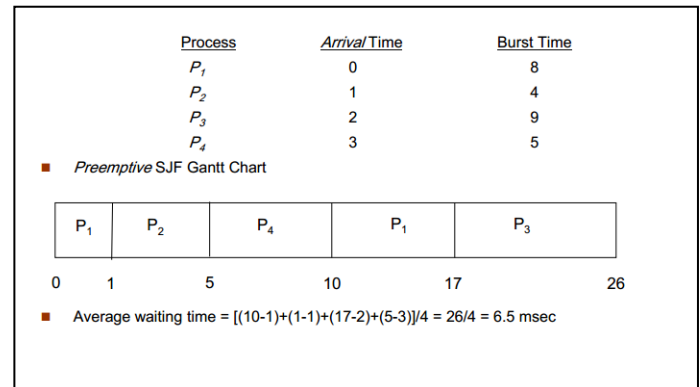 Process Arrival Time Burst Time
P1 0 8
P2 1 4
P3 2 9
P4 3 5
Preemptive SJF Gantt Chart
P1 P2 P4 P1 P3
0 1 5 10 17 26
Average waiting time = [(10-1)+(1-1)+(17-2)+(5-3)]/4 = 26/4 = 6.5 msec